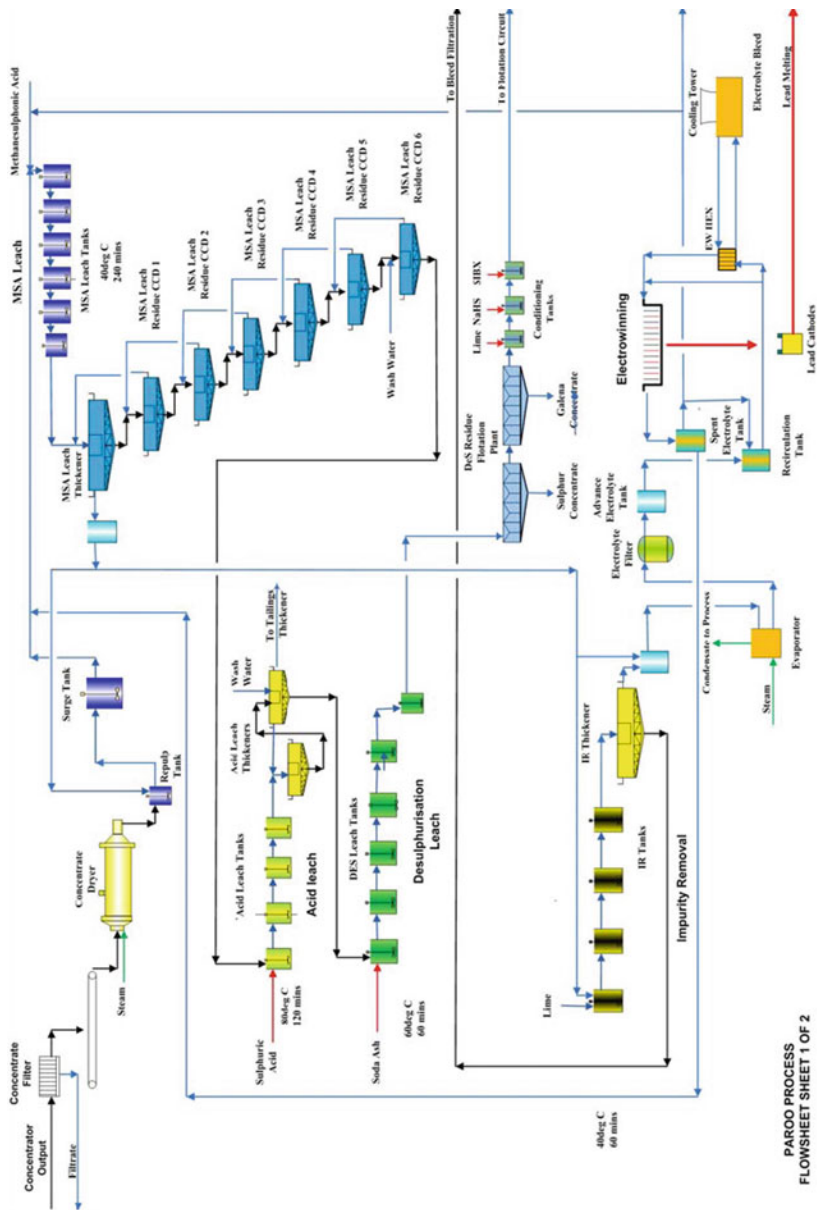 Concentrator
Output
Filtrate
Concentrate
Filter
Steam
Concentrate
Dryer
Repulp
Tank
Surge Tank
MSA Leach
Methanesulphonic Acid
MSA Leach Tanks
40deg C
240 mins
MSA Leach
Thickener
MSA Leach
Residue CCD 1
MSA Leach
Residue CCD 2
MSA Leach
Residue CCD 3
MSA Leach
Residue CCD 4
MSA Leach
Residue CCD 5
MSA Leach
Residue CCD 6
Wash Water
Sulphuric
Acid
80deg C
120 mins
Acid Leach Tanks
Acid leach
Acid Leach
Thickeners
Wash
Water
To Tailings
Thickener
Soda Ash
60deg C
60 mins
DES Leach Tanks
Desulphurisation
Leach
DeS Residue
Flotation
Plant
Sulphur
Concentrate
Galena
Concentrate
Lime
NaHS
SIBX
Conditioning
Tanks
To Bleed Filtration
To Flotation Circuit
40deg C
60 mins
Lime
IR Tanks
IR Thickener
Impurity Removal
Steam
Condensate to Process
Evaporator
Electrolyte
Filter
Advance Electrolyte
Tank
Spent Electrolyte
Tank
Recirculation
Tank
Electrowinning
EW HEX
Cooling Tower
Electrolyte Bleed
Lead Cathodes
Lead Melting
PAROO PROCESS
FLOWSHEET SHEET 1 OF 2